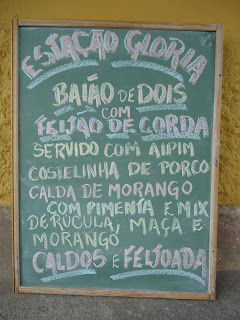 ESTAÇÃO GLORIA
BAIÃO DE DOIS
COM
FEIJÃO DE CORDA
SERVIDO COM AIPIM
COSTELINHA DE PORCO
CALDA DE MORANGO
COM PIMENTA E MIX
DE RÚCULA, MAÇA E
MORANGO
CALDOS E FEIJOADA